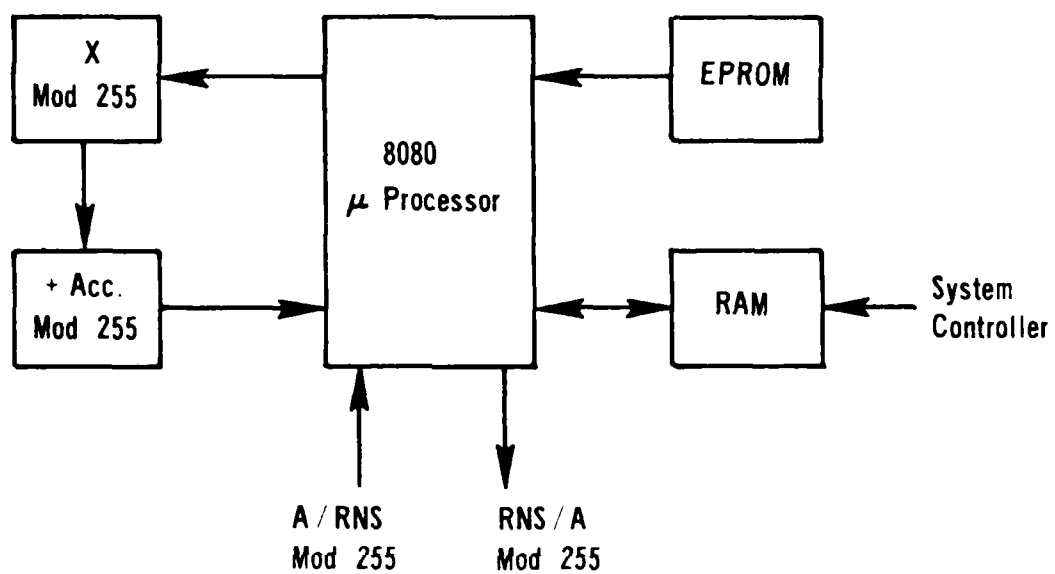 X
Mod 255
8080
μ Processor
EPROM
+ Acc.
Mod 255
RAM
System
Controller
A / RNS
Mod 255
RNS / A
Mod 255